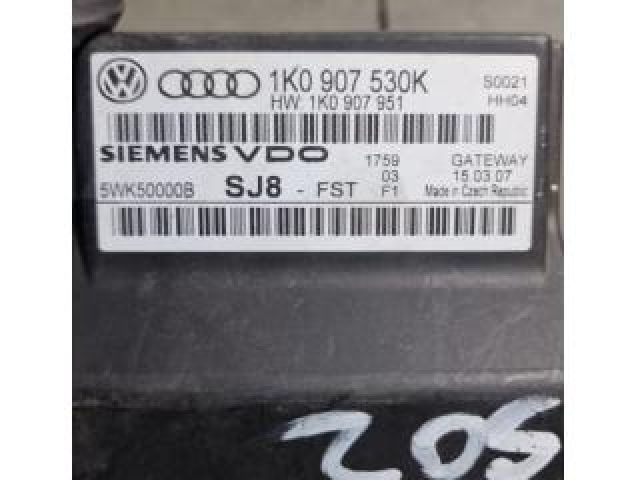 1K0 907 530K S0021
HW 1K0 907 951 HH04
SIEMENS VDO 1759 GATEWAY
03 15.03.07
5WK50000B SJ8 - FST F1 Made in Czech Republic
205